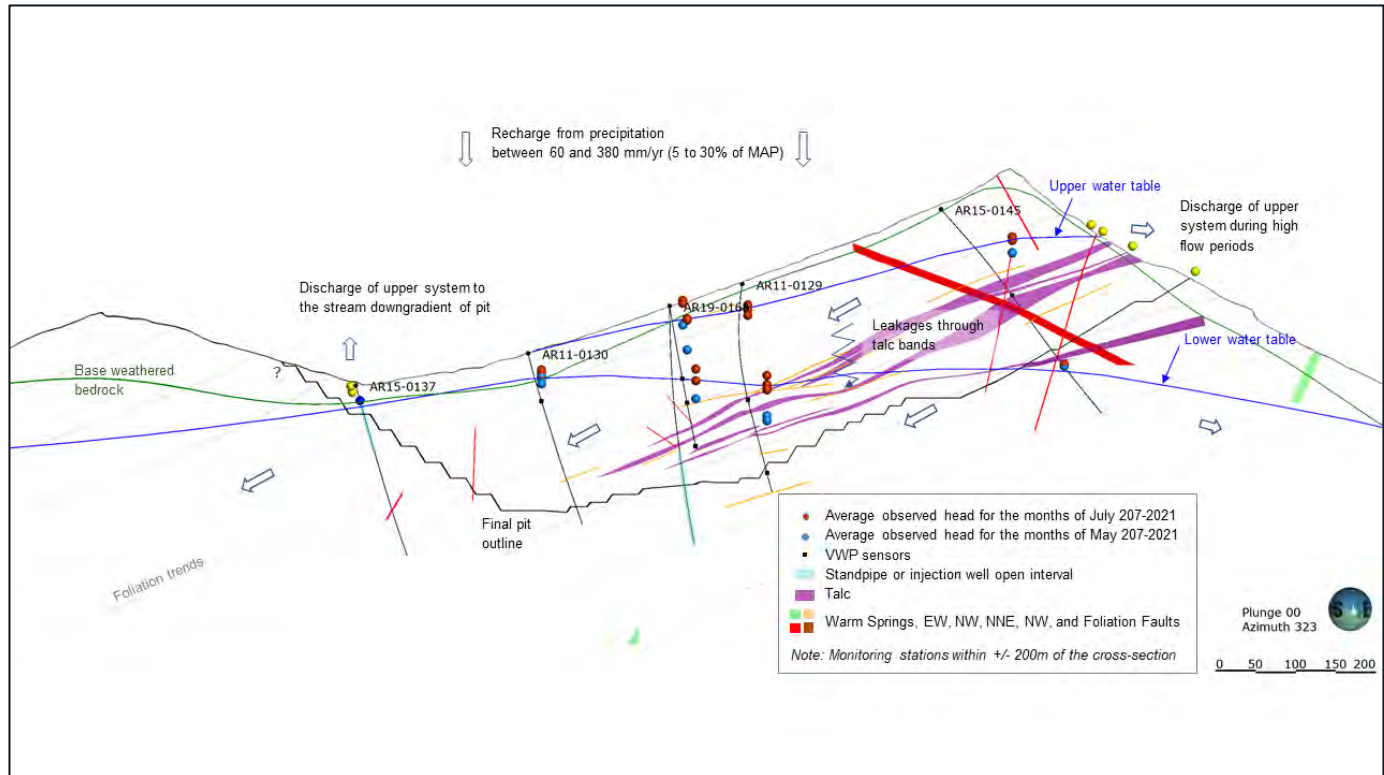 Recharge from precipitation
between 60 and 380 mm/yr (5 to 30% of MAP)
Upper water table
AR15-0145
Discharge of upper
system during high
flow periods
Discharge of upper system to
the stream downgradient of pit
AR11-0129
AR19-016
Leakages through
talc bands
Lower water table
AR11-0130
?
Base weathered
bedrock
AR15-0137
Final pit
outline
Foliation trends
Average observed head for the months of July 207-2021
Average observed head for the months of May 207-2021
VWP sensors
Standpipe or injection well open interval
Talc
Warm Springs, EW, NW, NNE, NW, and Foliation Faults
Note: Monitoring stations within +/- 200m of the cross-section
Plunge 00
Azimuth 323
S E
0 50 100 150 200